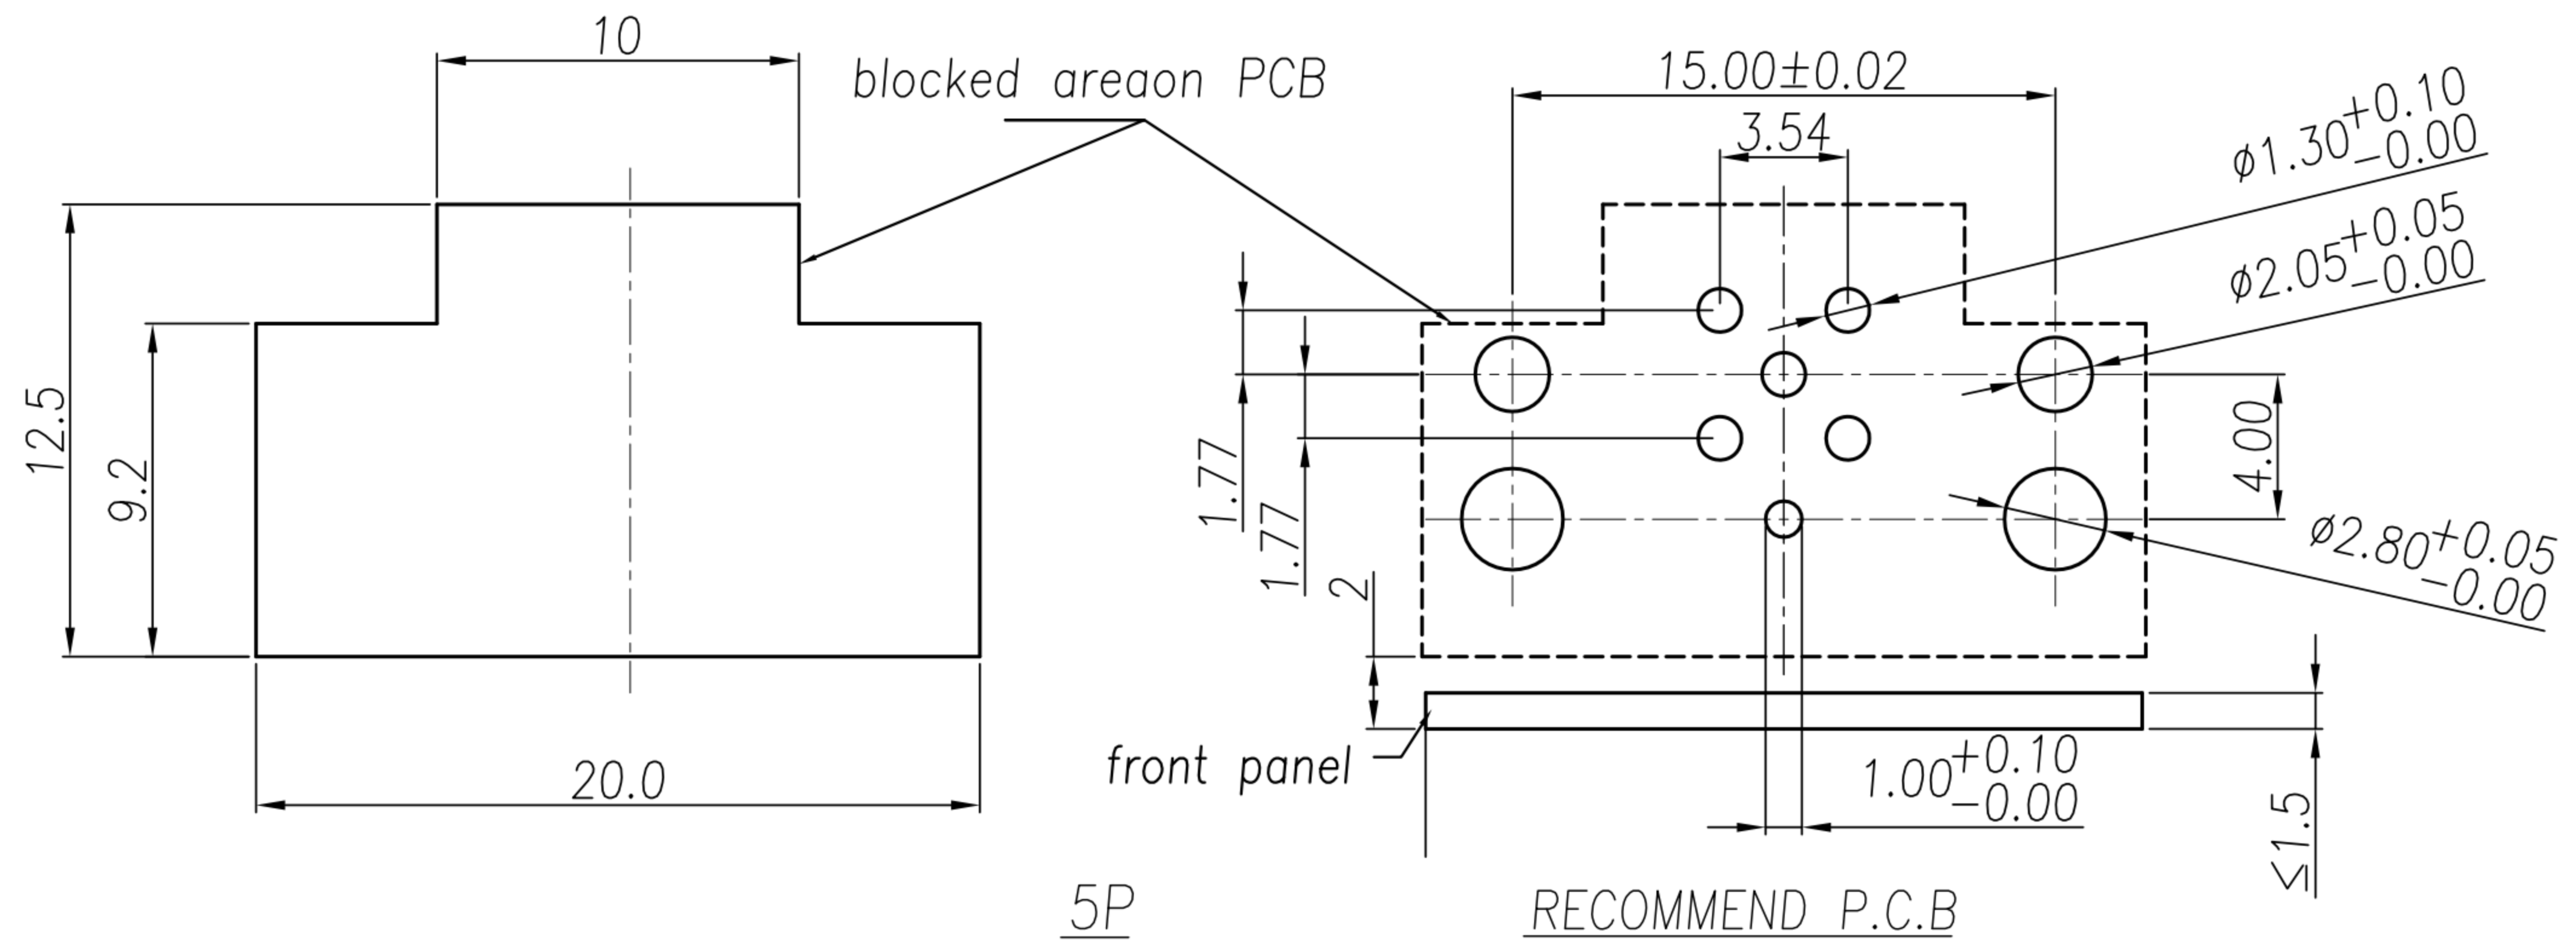 10
blocked areaon PCB
12.5
9.2
20.0
15.00±0.02
3.54
ø1.30+0.10
-0.00
ø2.05+0.05
-0.00
1.77
1.77
2
4.00
ø2.80+0.05
-0.00
front panel
1.00+0.10
-0.00
≤1.5
5P
RECOMMEND P.C.B